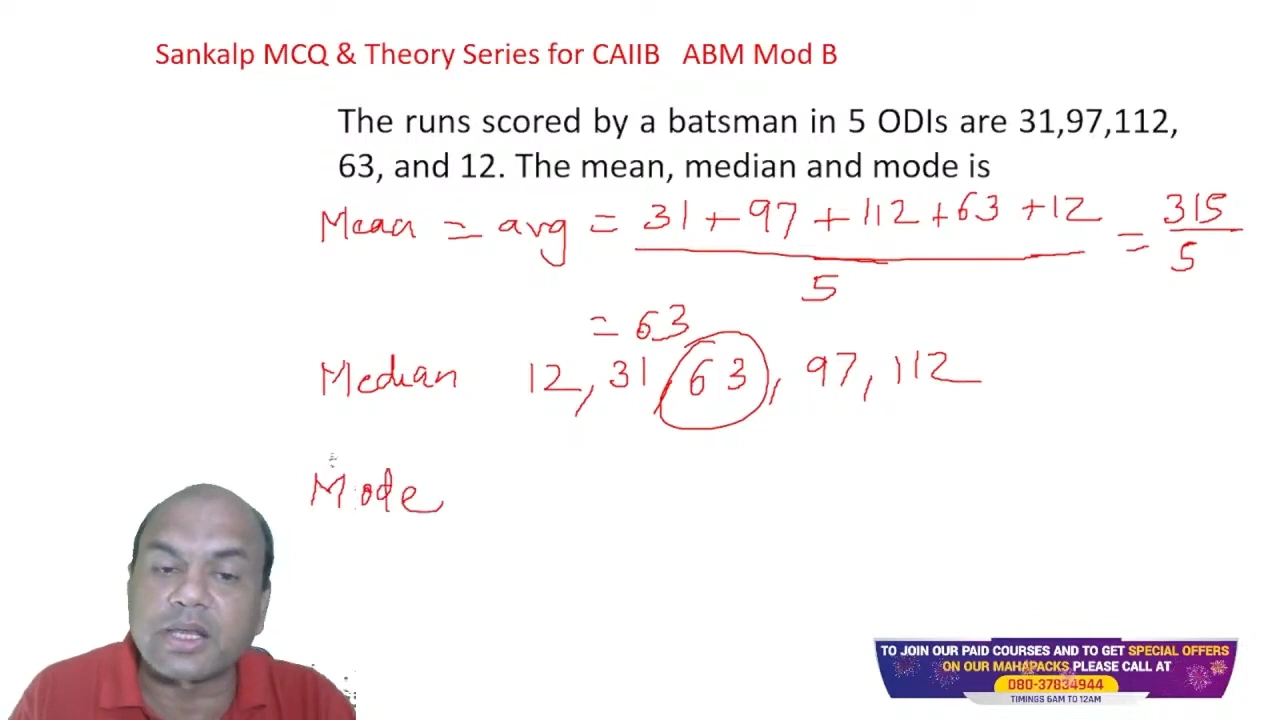 Sankalp MCQ & Theory Series for CAIIB ABM Mod B
The runs scored by a batsman in 5 ODIs are 31,97,112,
63, and 12. The mean, median and mode is
Mean = avg = 31 + 97 + 112 + 63 + 12 = 315
5 5
= 63
Median 12, 31, 63, 97, 112
Mode
TO JOIN OUR PAID COURSES AND TO GET SPECIAL OFFERS
ON OUR MAHAPACKS PLEASE CALL AT
080-37834944
TIMINGS 6AM TO 12AM